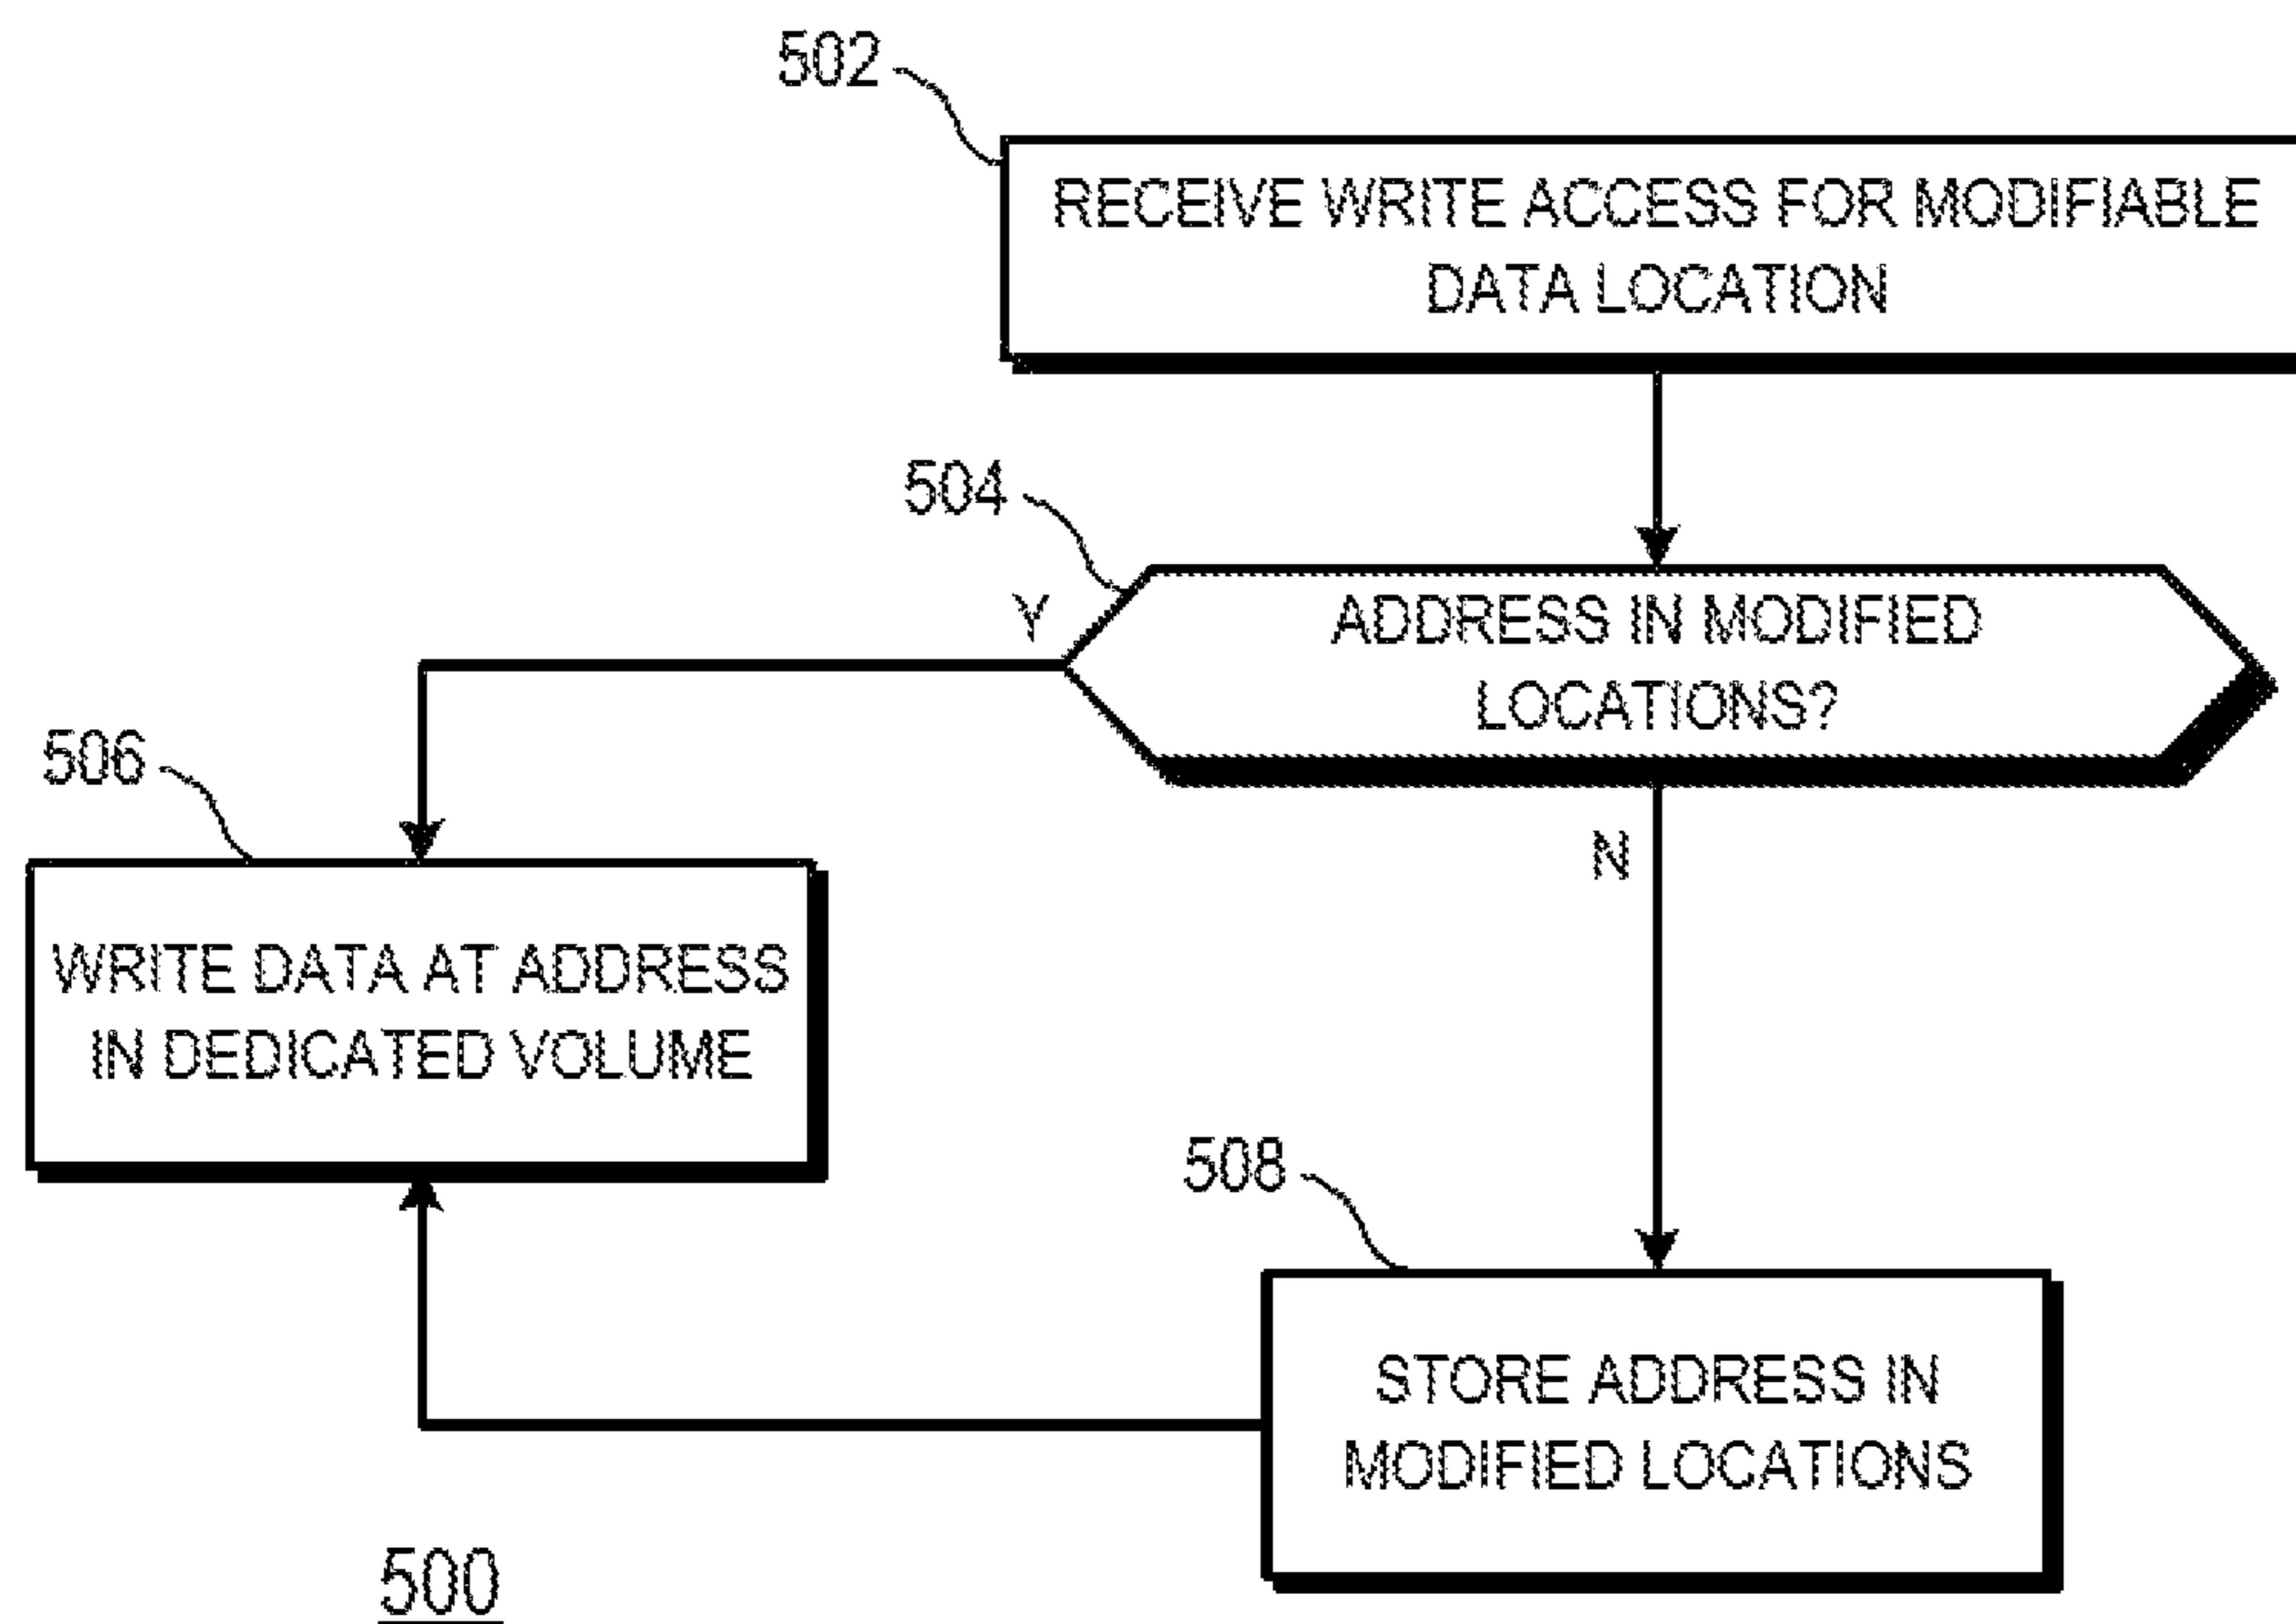 502
RECEIVE WRITE ACCESS FOR MODIFIABLE
DATA LOCATION
504
Y
ADDRESS IN MODIFIED
LOCATIONS?
506
N
WRITE DATA AT ADDRESS
IN DEDICATED VOLUME
508
STORE ADDRESS IN
MODIFIED LOCATIONS
500